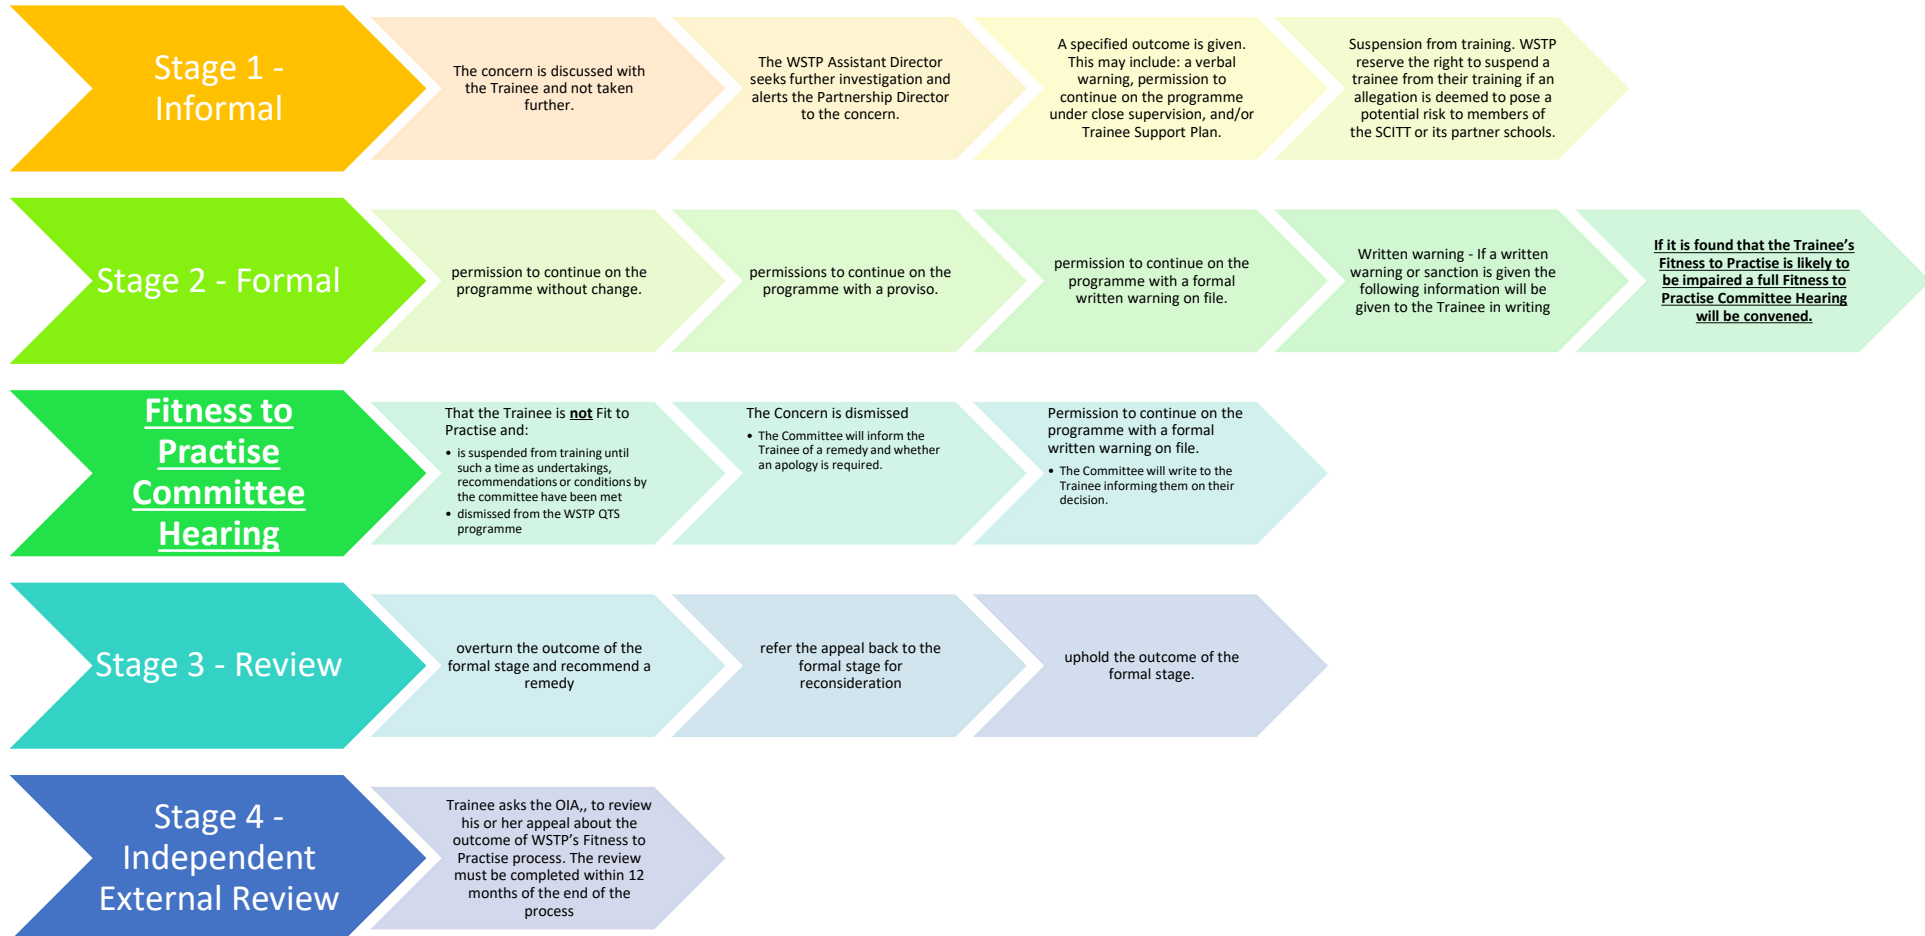 Stage 1 -
Informal
The concern is discussed with
the Trainee and not taken
further.
The WSTP Assistant Director
seeks further investigation and
alerts the Partnership Director
to the concern.
A specified outcome is given.
This may include: a verbal
warning, permission to
continue on the programme
under close supervision, and/or
Trainee Support Plan.
Suspension from training. WSTP
reserve the right to suspend a
trainee from their training if an
allegation is deemed to pose a
potential risk to members of
the SCITT or its partner schools.
Stage 2 - Formal
permission to continue on the
programme without change.
permissions to continue on the
programme with a proviso.
permission to continue on the
programme with a formal
written warning on file.
Written warning - If a written
warning or sanction is given the
following information will be
given to the Trainee in writing
If it is found that the Trainee’s
Fitness to Practise is likely to
be impaired a full Fitness to
Practise Committee Hearing
will be convened.
Fitness to
Practise
Committee
Hearing
That the Trainee is not Fit to
Practise and:
• is suspended from training until
such a time as undertakings,
recommendations or conditions by
the committee have been met
• dismissed from the WSTP QTS
programme
The Concern is dismissed
• The Committee will inform the
Trainee of a remedy and whether
an apology is required.
Permission to continue on the
programme with a formal
written warning on file.
• The Committee will write to the
Trainee informing them on their
decision.
Stage 3 - Review
overturn the outcome of the
formal stage and recommend a
remedy
refer the appeal back to the
formal stage for
reconsideration
uphold the outcome of the
formal stage.
Stage 4 -
Independent
External Review
Trainee asks the OIA,, to review
his or her appeal about the
outcome of WSTP’s Fitness to
Practise process. The review
must be completed within 12
months of the end of the
process